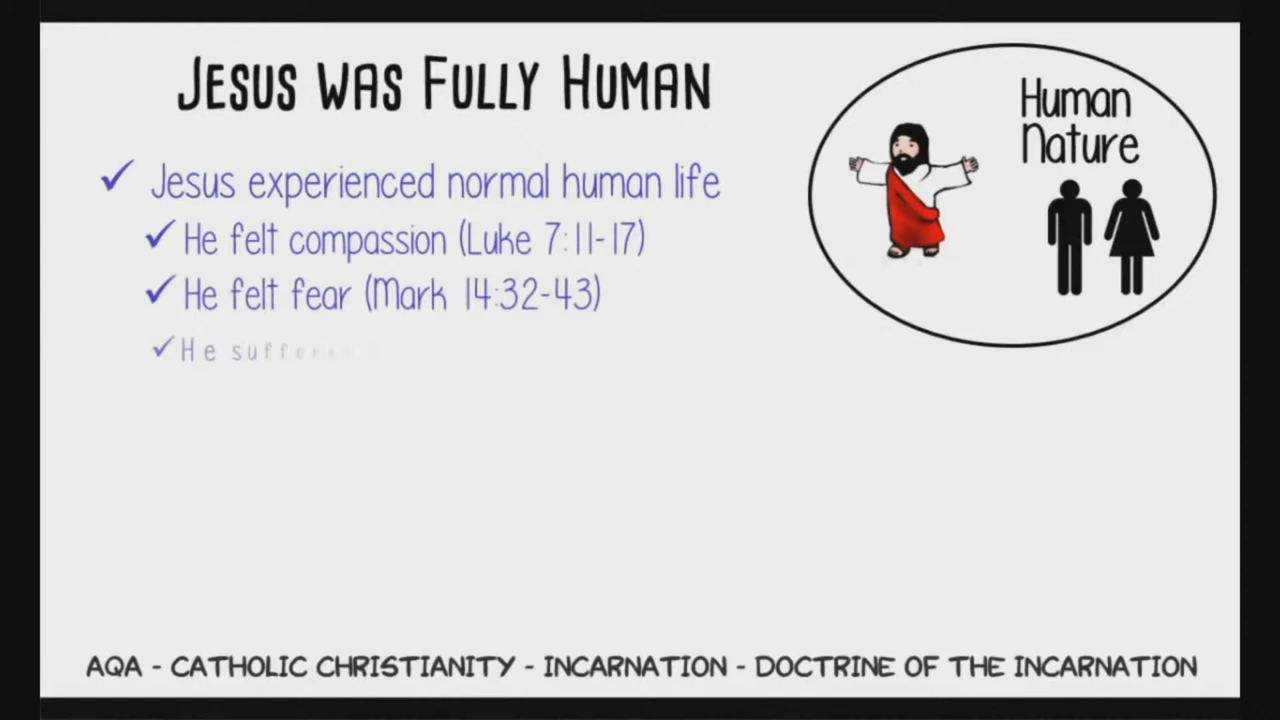 Jesus was Fully Human
Human
Nature
✓ Jesus experienced normal human life
✓ He felt compassion (Luke 7:11-17)
✓ He felt fear (Mark 14:32-43)
✓ He
AQA - CATHOLIC CHRISTIANITY - INCARNATION - DOCTRINE OF THE INCARNATION